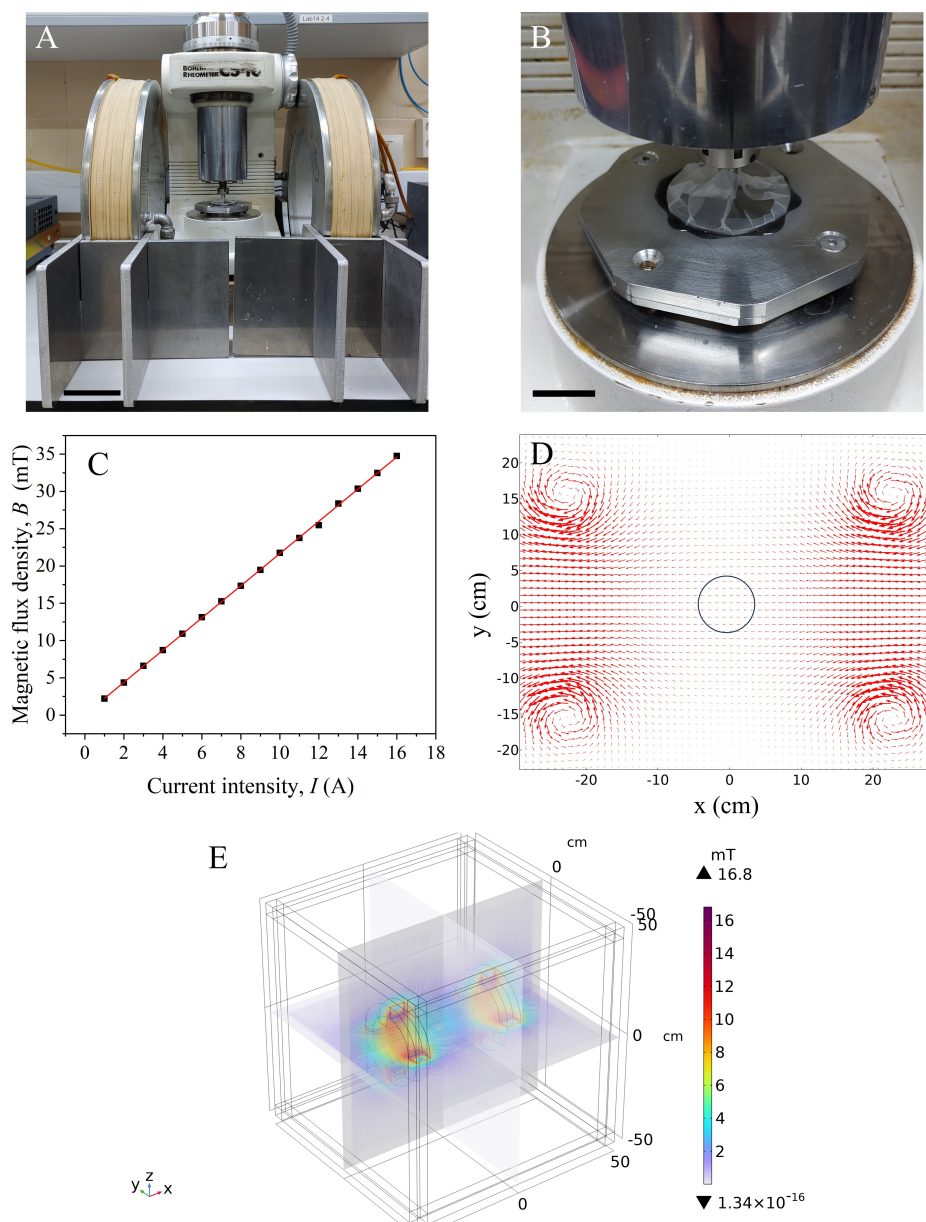 A
Lab14 2:4
BOHLIN
RHEOMETER CS-10
B
C
Magnetic flux density, B (mT)
35
30
25
20
15
10
5
0
0 2 4 6 8 10 12 14 16 18
Current intensity, I (A)
D
y (cm)
20
15
10
5
0
-5
-10
-15
-20
-20 -10 0 10 20
x (cm)
E
cm
0
-50
50
0 cm
-50
50
0
y z x
mT
▲ 16.8
16
14
12
10
8
6
4
2
▼ 1.34×10⁻¹⁶